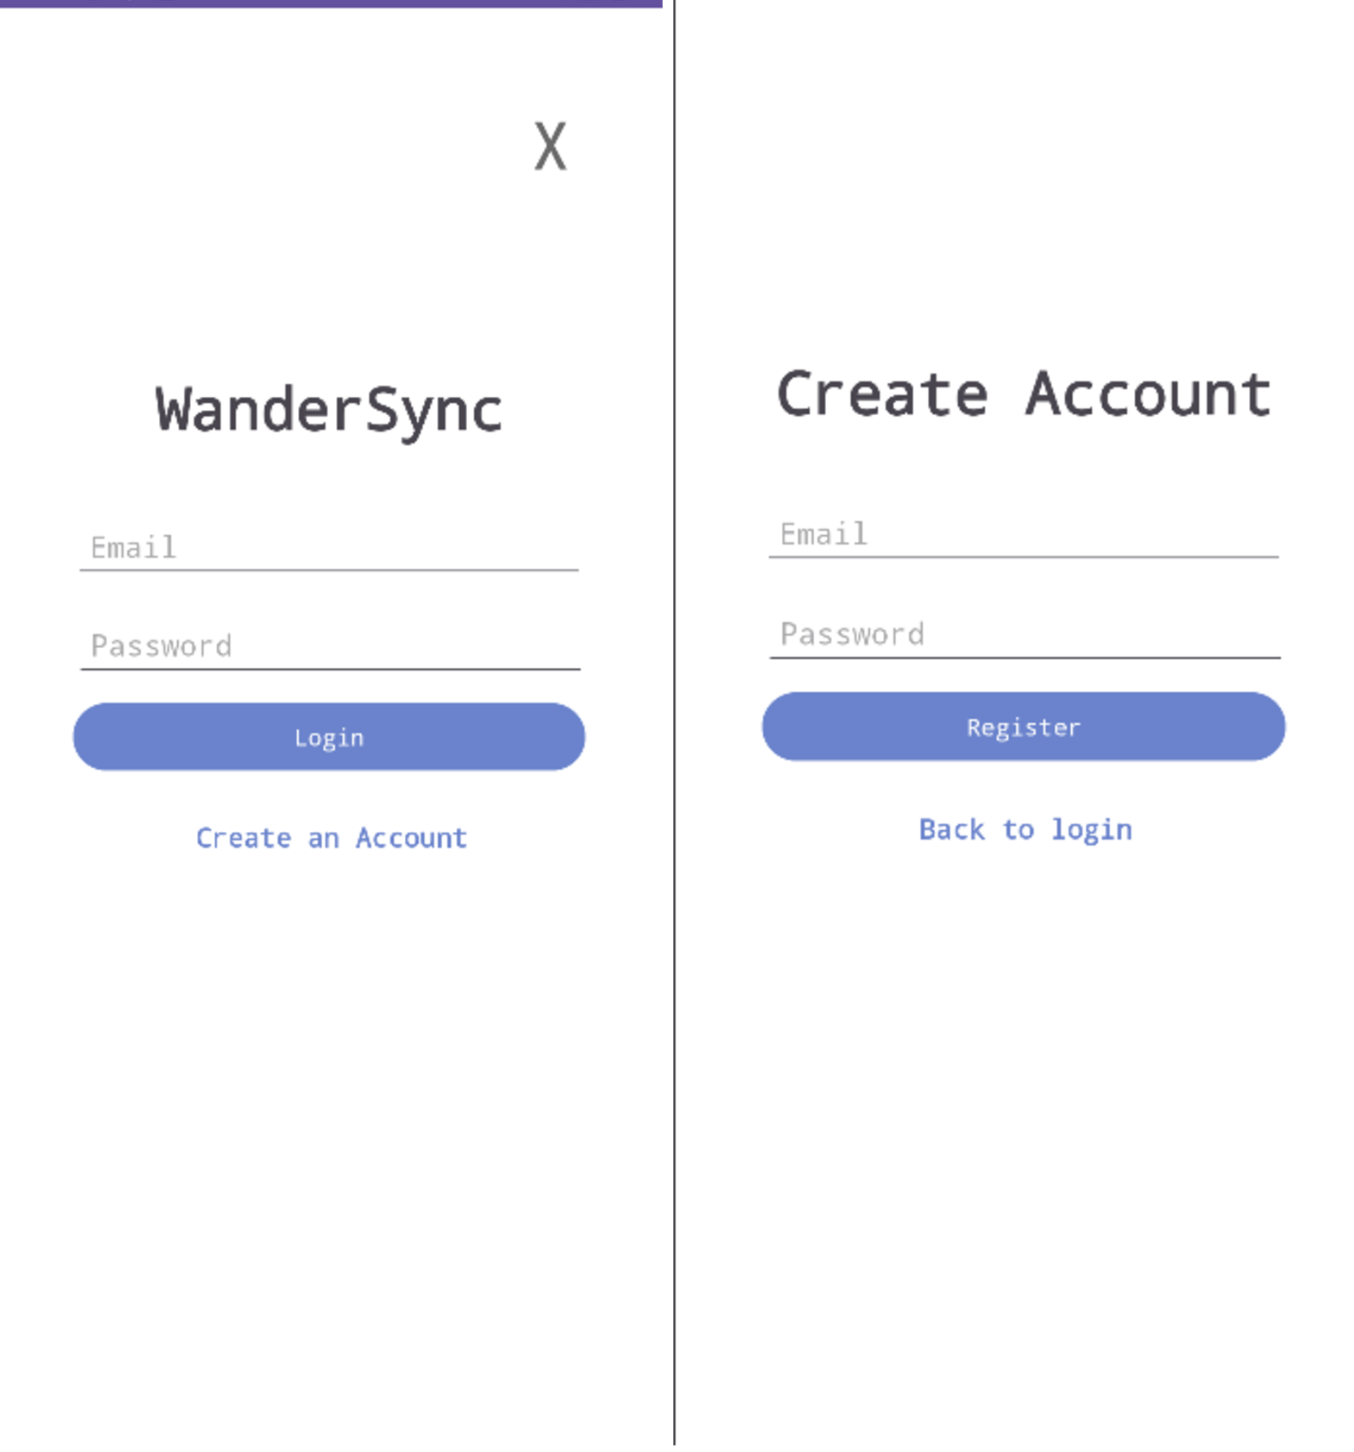 X
WanderSync
Email
Password
Login
Create an Account
Create Account
Email
Password
Register
Back to login